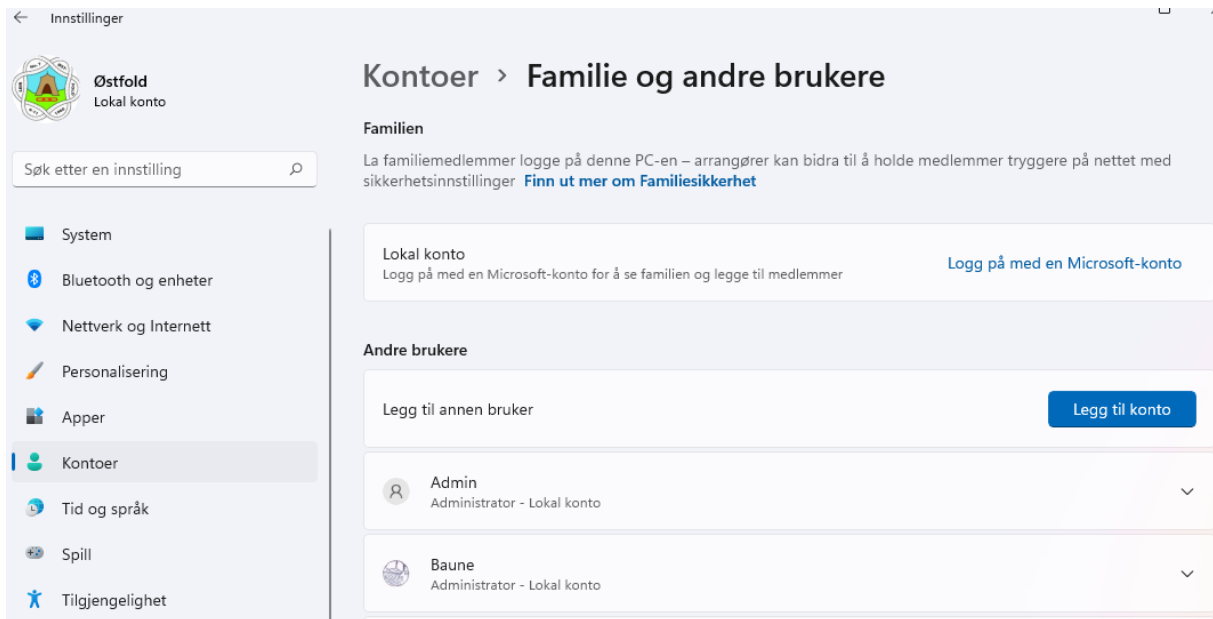 Innstillinger
Østfold
Lokal konto
Søk etter en innstilling
System
Bluetooth og enheter
Nettverk og Internett
Personalisering
Apper
Kontoer
Tid og språk
Spill
Tilgjengelighet
Kontoer > Familie og andre brukere
Familien
La familiemedlemmer logge på denne PC-en – arrangører kan bidra til å holde medlemmer tryggere på nettet med
sikkerhetsinnstillinger Finn ut mer om Familiesikkerhet
Lokal konto
Logg på med en Microsoft-konto for å se familien og legge til medlemmer
Logg på med en Microsoft-konto
Andre brukere
Legg til annen bruker
Legg til konto
Admin
Administrator - Lokal konto
Baune
Administrator - Lokal konto